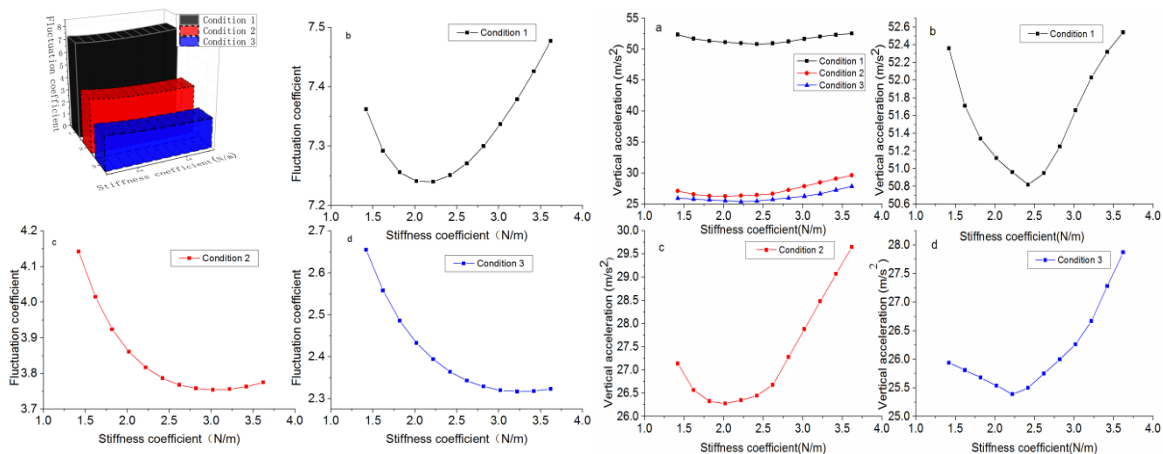 Condition 1
Condition 2
Condition 3
Fluctuation coefficient
8
7
6
5
4
3
2
1
0
Stiffness coefficient(N/m)
b
Condition 1
Fluctuation coefficient
7.5
7.4
7.3
7.2
1.0 1.5 2.0 2.5 3.0 3.5 4.0
Stiffness coefficient（N/m）
a
Condition 1
Condition 2
Condition 3
Vertical acceleration (m/s²)
55
50
45
40
35
30
25
1.0 1.5 2.0 2.5 3.0 3.5 4.0
Stiffness coefficient(N/m)
b
Condition 1
Vertical acceleration (m/s²)
52.6
52.4
52.2
52.0
51.8
51.6
51.4
51.2
51.0
50.8
50.6
1.0 1.5 2.0 2.5 3.0 3.5 4.0
Stiffness coefficient(N/m)
c
Condition 2
Fluctuation coefficient
4.2
4.1
4.0
3.9
3.8
3.7
1.0 1.5 2.0 2.5 3.0 3.5 4.0
Stiffness coefficient（N/m）
d
Condition 3
Fluctuation coefficient
2.7
2.6
2.5
2.4
2.3
1.0 1.5 2.0 2.5 3.0 3.5 4.0
Stiffness coefficient（N/m）
c
Condition 2
Vertical acceleration (m/s²)
30.0
29.5
29.0
28.5
28.0
27.5
27.0
26.5
26.0
1.0 1.5 2.0 2.5 3.0 3.5 4.0
Stiffness coefficient(N/m)
d
Condition 3
Vertical acceleration (m/s²)
28.0
27.5
27.0
26.5
26.0
25.5
25.0
1.0 1.5 2.0 2.5 3.0 3.5 4.0
Stiffness coefficient(N/m)